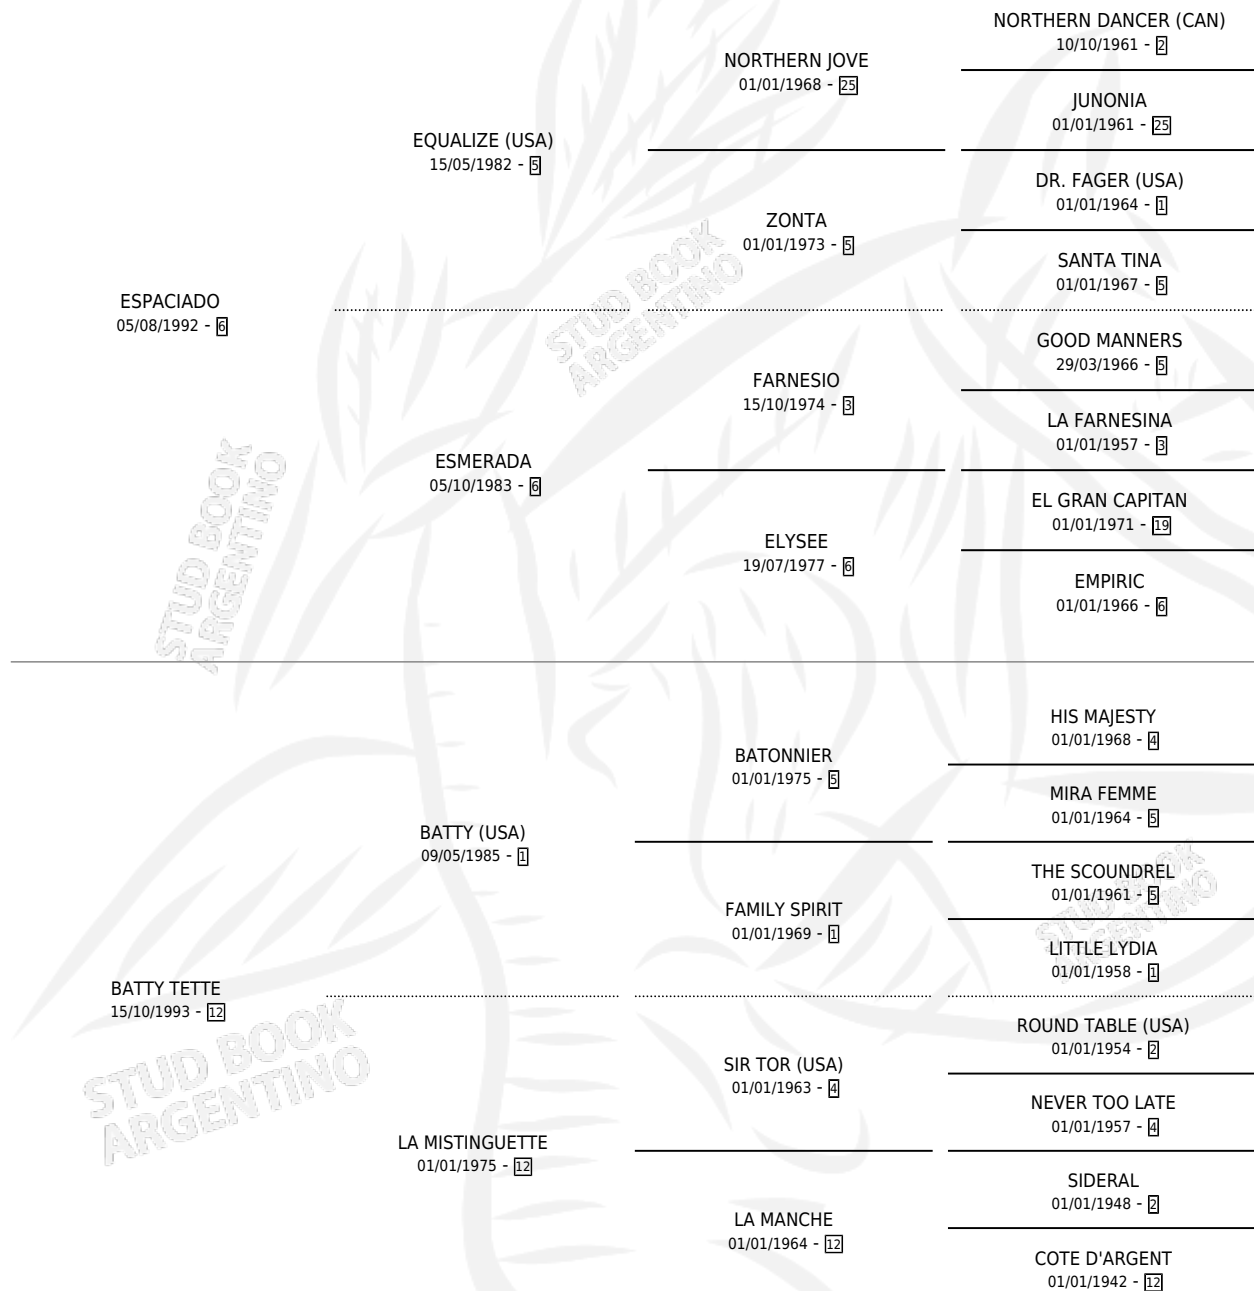 NORTHERN DANCER (CAN)
10/10/1961 - 2
NORTHERN JOVE
01/01/1968 - 25
JUNONIA
01/01/1961 - 25
EQUALIZE (USA)
15/05/1982 - 5
DR. FAGER (USA)
01/01/1964 - 1
ZONTA
01/01/1973 - 5
SANTA TINA
01/01/1967 - 5
ESPACIADO
05/08/1992 - 6
STUD BOOK
ARGENTINO
GOOD MANNERS
29/03/1966 - 5
FARNESIO
15/10/1974 - 3
LA FARNESINA
01/01/1957 - 3
ESMERADA
05/10/1983 - 6
EL GRAN CAPITAN
01/01/1971 - 19
ELYSEE
19/07/1977 - 6
EMPIRIC
01/01/1966 - 6
STUD BOOK
ARGENTINO
HIS MAJESTY
01/01/1968 - 4
BATONNIER
01/01/1975 - 5
MIRA FEMME
01/01/1964 - 5
BATTY (USA)
09/05/1985 - 1
THE SCOUNDREL
01/01/1961 - 5
FAMILY SPIRIT
01/01/1969 - 1
STUD BOOK
ARGENTINO
LITTLE LYDIA
01/01/1958 - 1
BATTY TETTE
15/10/1993 - 12
ROUND TABLE (USA)
01/01/1954 - 2
SIR TOR (USA)
01/01/1963 - 4
NEVER TOO LATE
01/01/1957 - 4
STUD BOOK
ARGENTINO
LA MISTINGUETTE
01/01/1975 - 12
SIDERAL
01/01/1948 - 2
LA MANCHE
01/01/1964 - 12
COTE D'ARGENT
01/01/1942 - 12